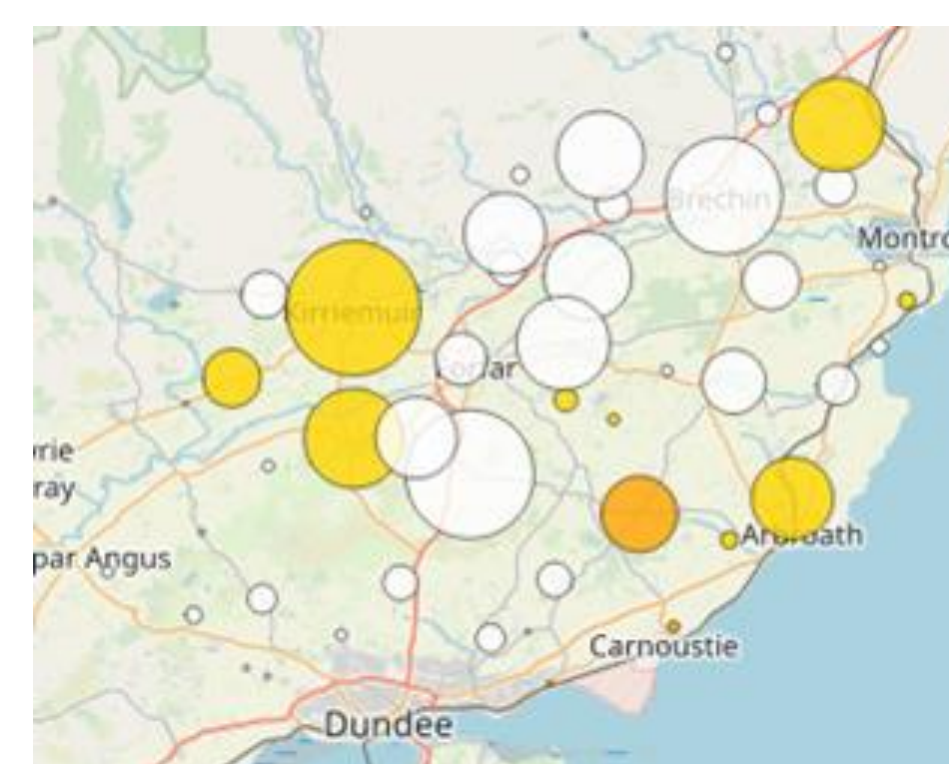 Brechin
Montro
Kirriemuir
Forfar
rie
ray
par Angus
Arbroath
Carnoustie
Dundee